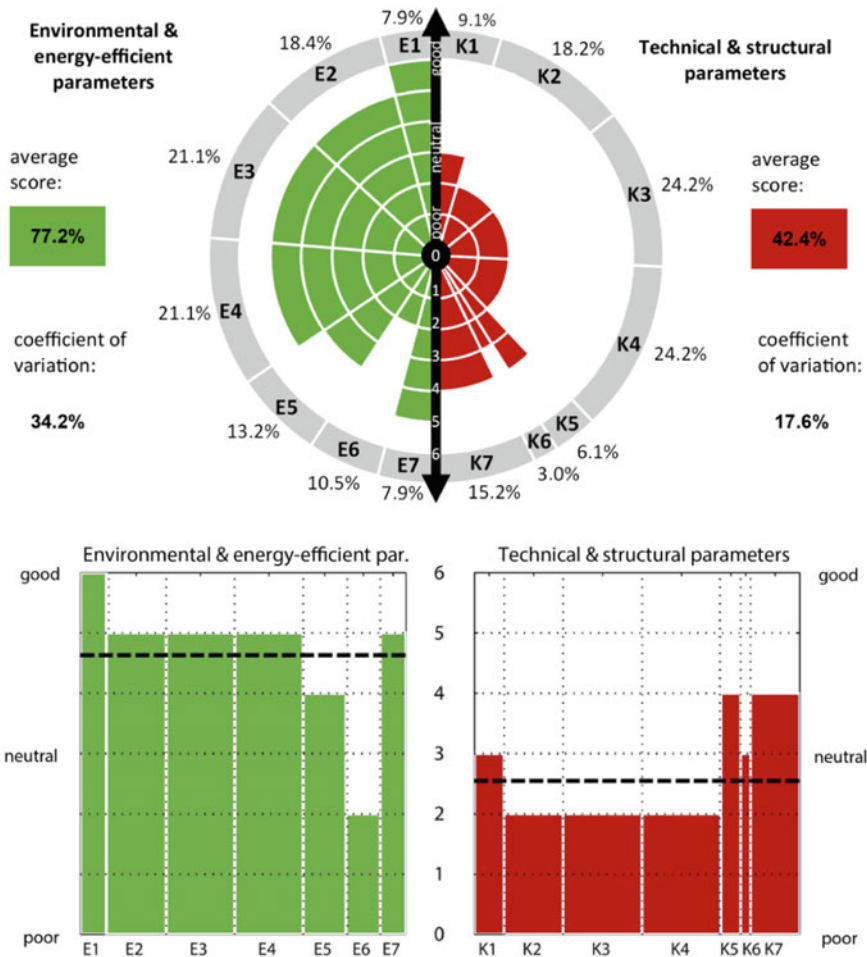 Environmental &
energy-efficient
parameters
7.9%
9.1%
18.4%
18.2%
Technical & structural
parameters
E1
K1
E2
K2
good
neutral
poor
average
score:
77.2%
21.1%
E3
K3
24.2%
average
score:
42.4%
0
1
2
3
4
5
6
21.1%
E4
K4
24.2%
coefficient of
variation:
34.2%
coefficient
of variation:
17.6%
13.2%
E5
K5
6.1%
10.5%
E6
K6
3.0%
7.9%
E7
K7
15.2%
Environmental & energy-efficient par.
Technical & structural parameters
good
6
good
5
4
neutral
3
neutral
2
1
poor
0
poor
E1 E2 E3 E4 E5 E6 E7
K1 K2 K3 K4 K5 K6 K7